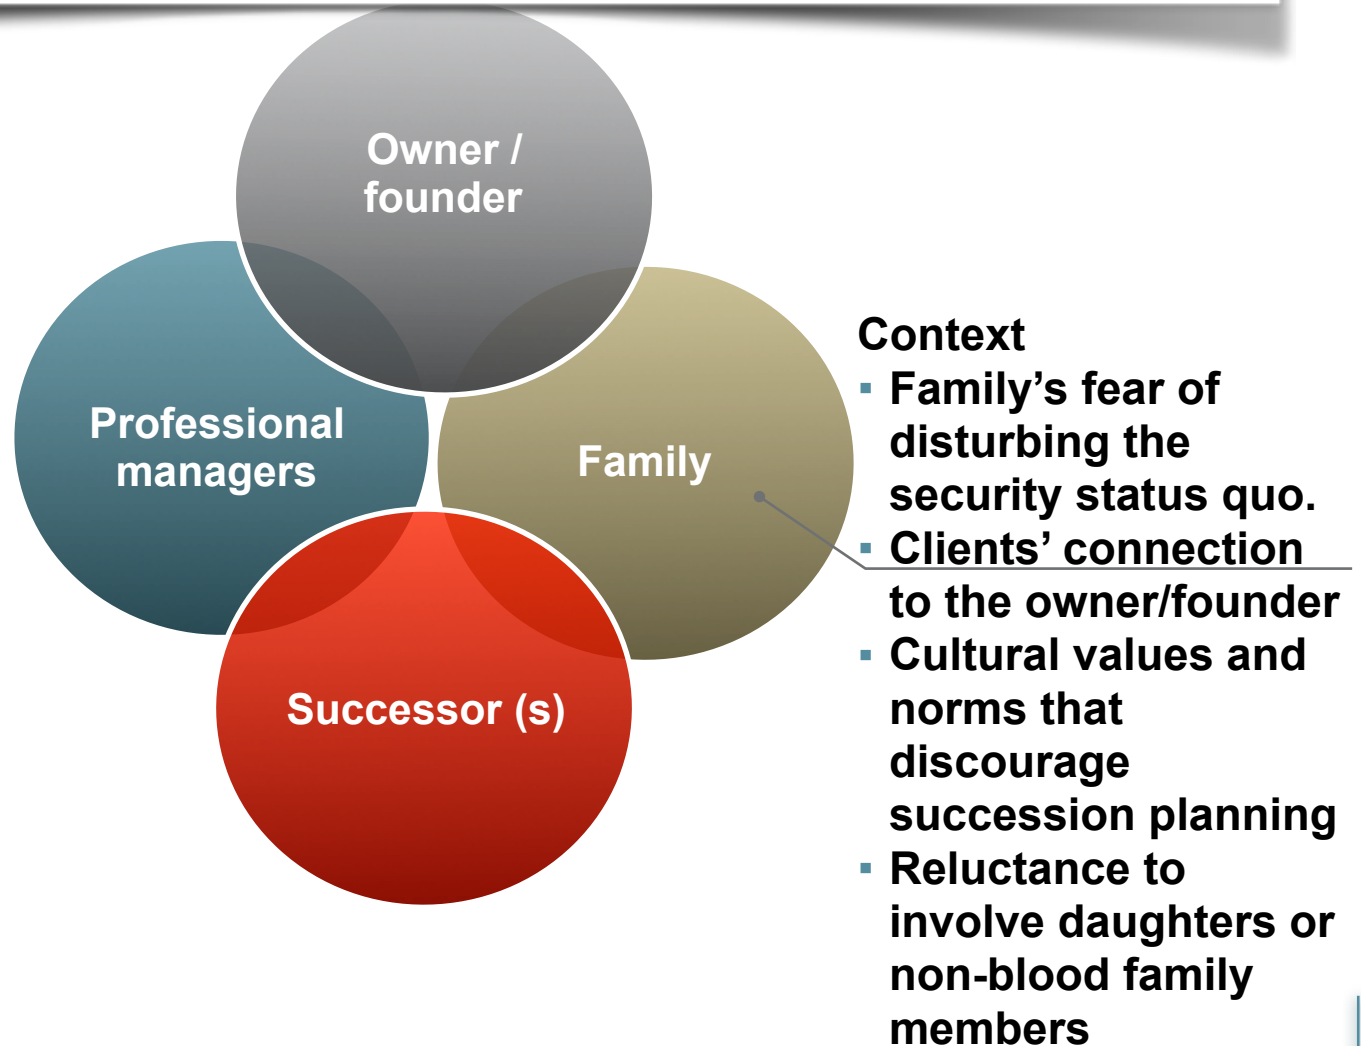 Owner /
founder
Professional
managers
Family
Successor (s)
Context
▪ Family’s fear of
disturbing the
security status quo.
▪ Clients’ connection
to the owner/founder
▪ Cultural values and
norms that
discourage
succession planning
▪ Reluctance to
involve daughters or
non-blood family
members